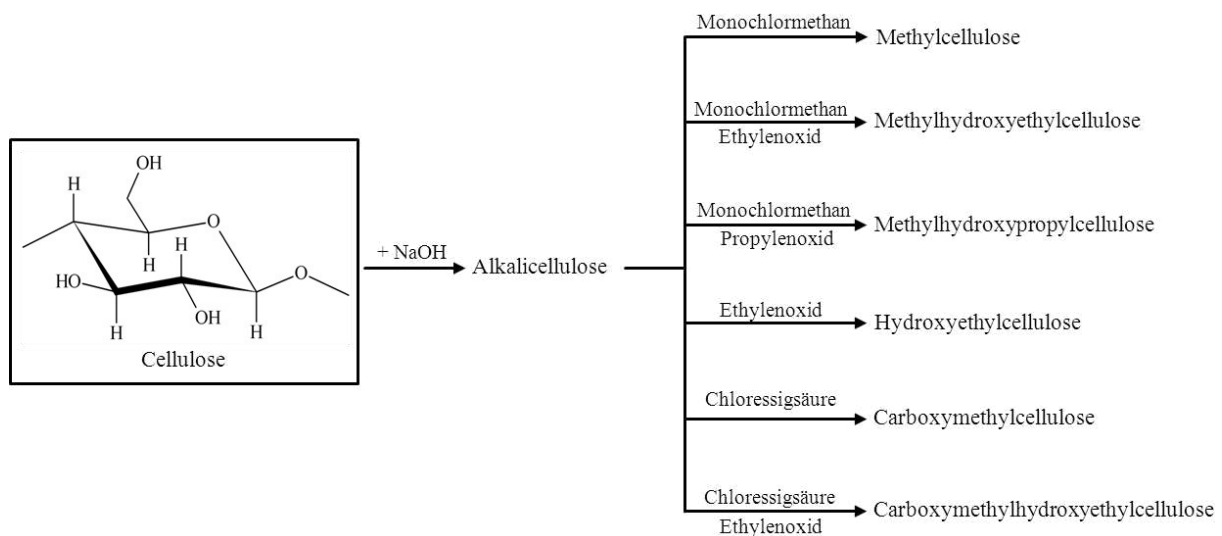 OH
H
O
H
H
HO
O
OH
H
H
Cellulose
+ NaOH
Alkalicellulose
Monochlormethan
Methylcellulose
Monochlormethan
Ethylenoxid
Methylhydroxyethylcellulose
Monochlormethan
Propylenoxid
Methylhydroxypropylcellulose
Ethylenoxid
Hydroxyethylcellulose
Chloressigsäure
Carboxymethylcellulose
Chloressigsäure
Ethylenoxid
Carboxymethylhydroxyethylcellulose